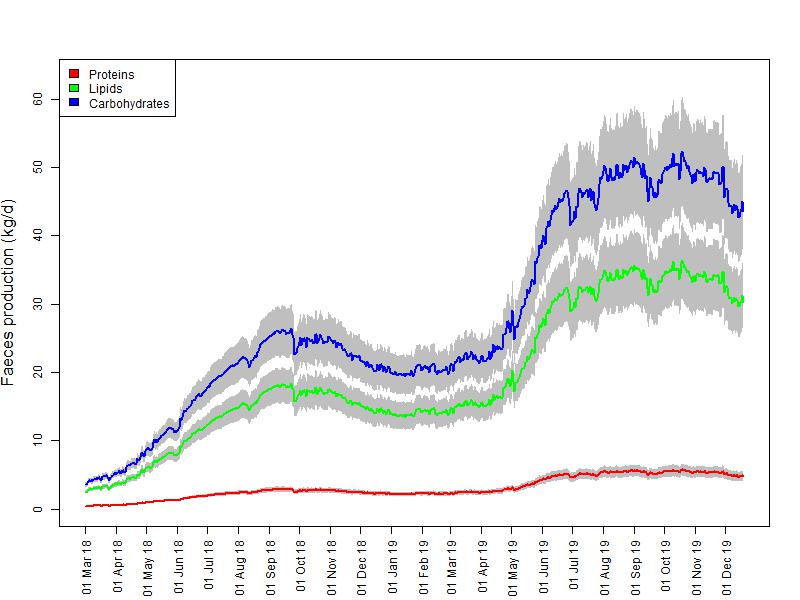 Proteins
Lipids
Carbohydrates
Faeces production (kg/d)
60
50
40
30
20
10
0
01 Mar 18
01 Apr 18
01 May 18
01 Jun 18
01 Jul 18
01 Aug 18
01 Sep 18
01 Oct 18
01 Nov 18
01 Dec 18
01 Jan 19
01 Feb 19
01 Mar 19
01 Apr 19
01 May 19
01 Jun 19
01 Jul 19
01 Aug 19
01 Sep 19
01 Oct 19
01 Nov 19
01 Dec 19